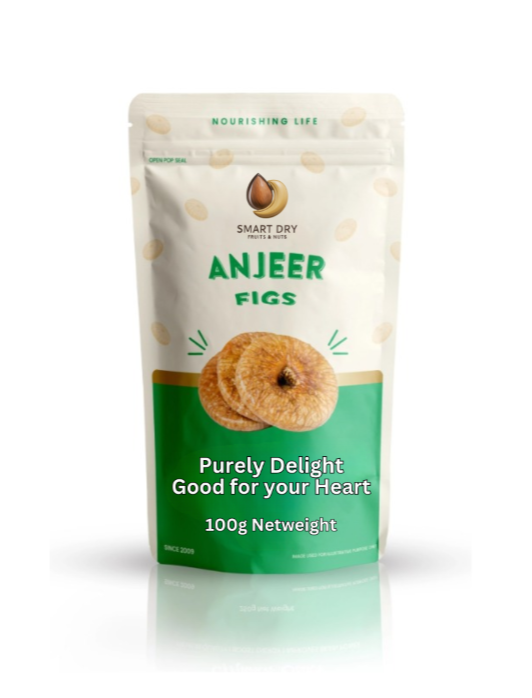 NOURISHING LIFE
OPEN POP SEAL
SMART DRY
FRUITS & NUTS
ANJEER
FIGS
Purely Delight
Good for your Heart
100g Netweight
SINCE 2009